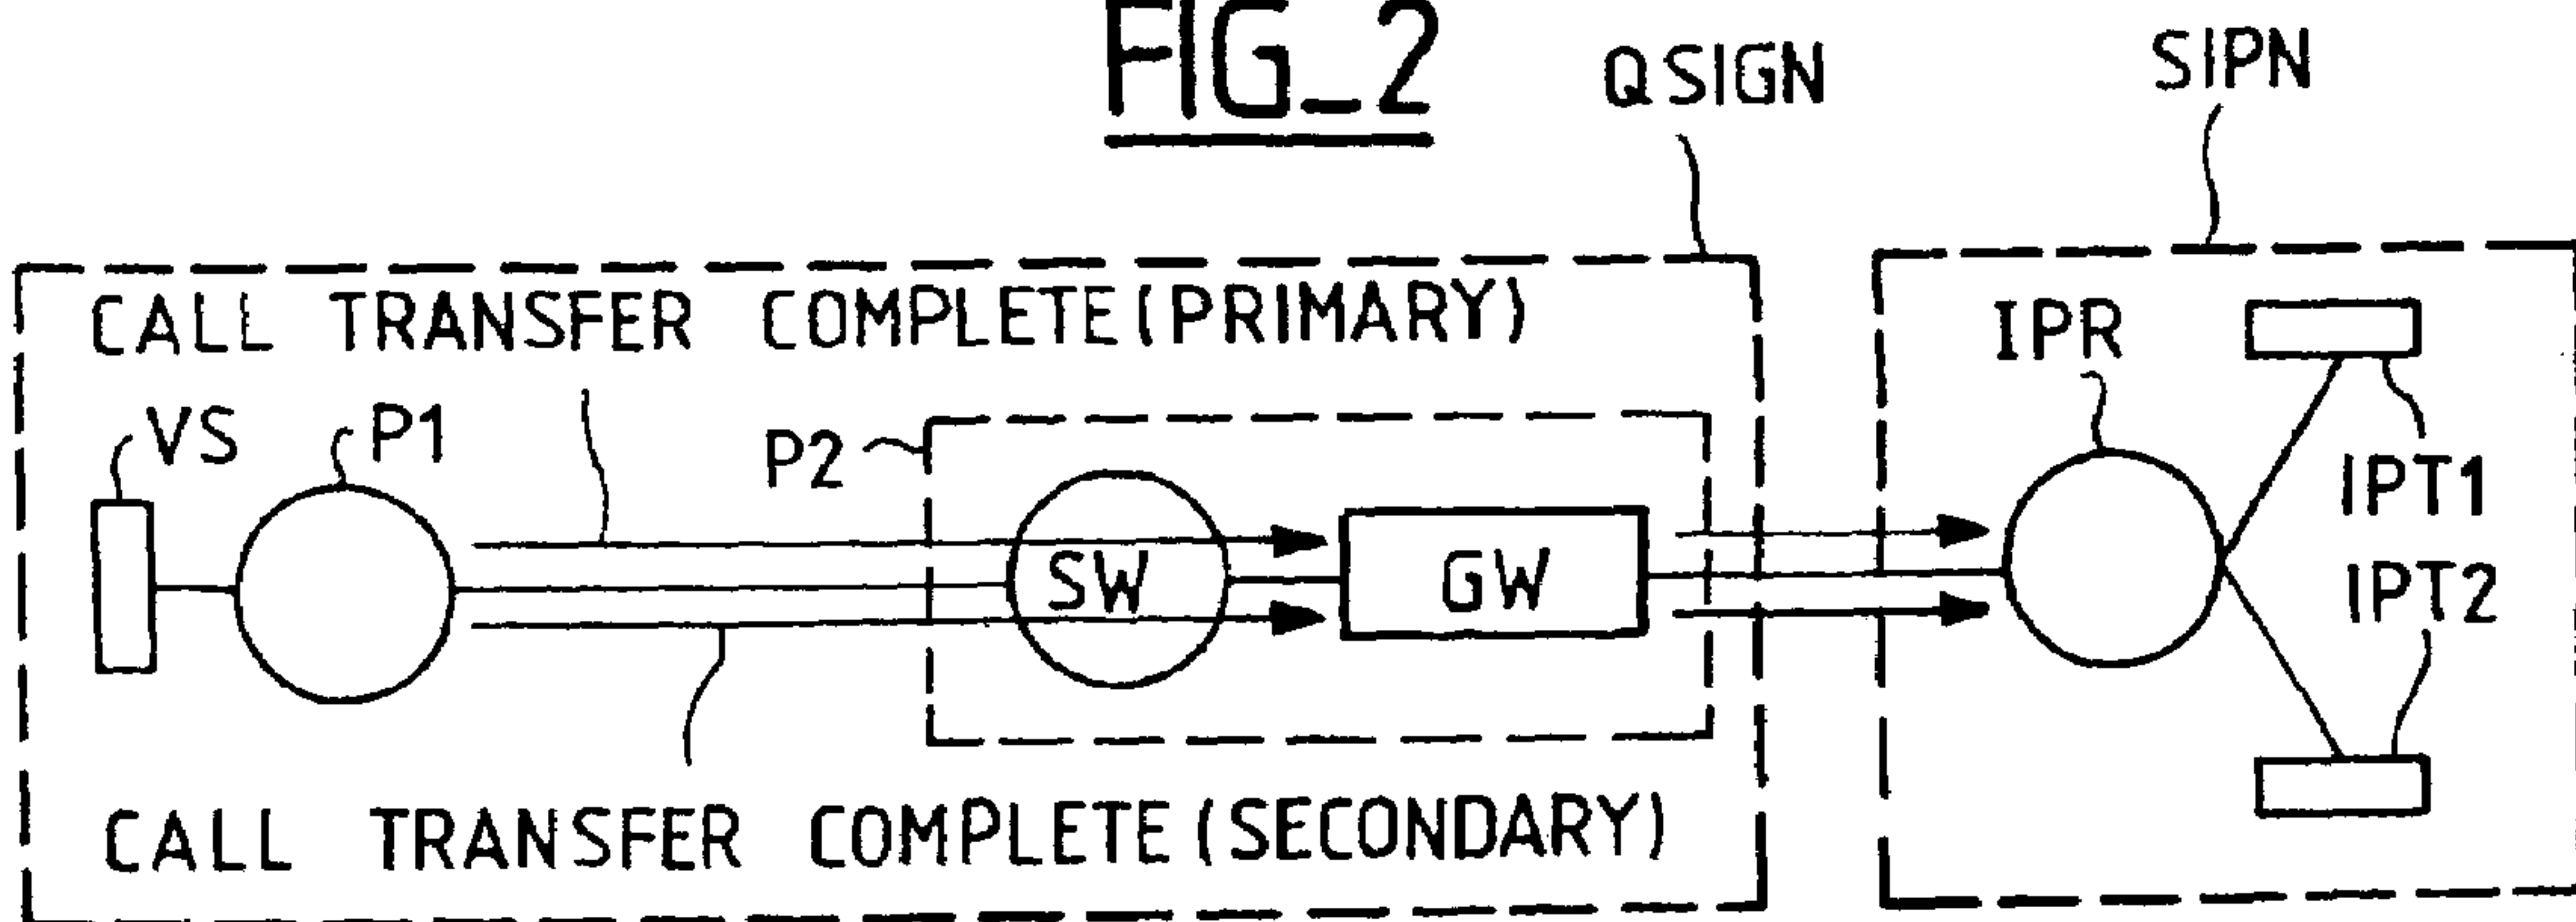 FIG_2
QSIGN
SIPN
CALL TRANSFER COMPLETE (PRIMARY)
IPR
VS
P1
P2
IPT1
SW
GW
IPT2
CALL TRANSFER COMPLETE (SECONDARY)